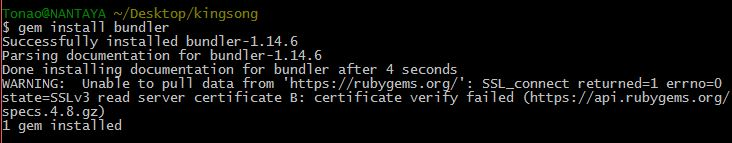 Tonao@NANTAYA ~/Desktop/kingsong
$ gem install bundler
Successfully installed bundler-1.14.6
Parsing documentation for bundler-1.14.6
Done installing documentation for bundler after 4 seconds
WARNING:  Unable to pull data from 'https://rubygems.org/': SSL_connect returned=1 errno=0
state=SSLv3 read server certificate B: certificate verify failed (https://api.rubygems.org/
specs.4.8.gz)
1 gem installed